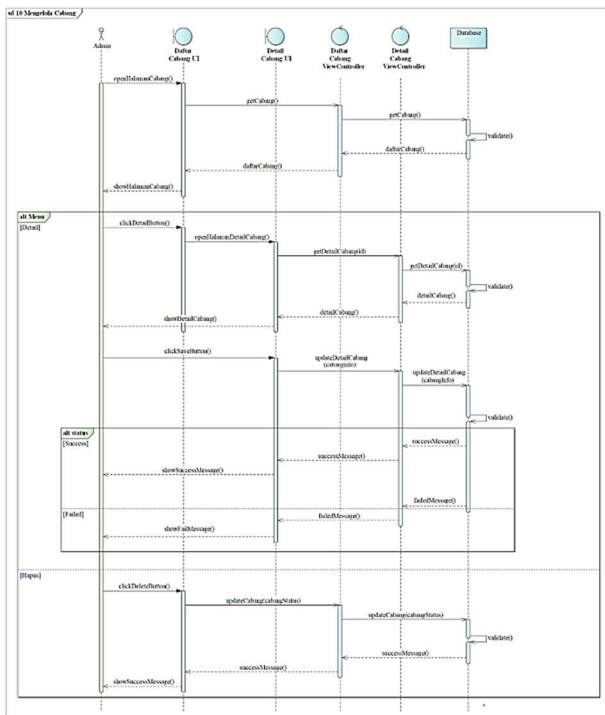 sd 10 Mengelola Cabang
Admin
Daftar
Cabang UI
Detail
Cabang UI
Daftar
Cabang
ViewController
Detail
Cabang
ViewController
Database
openHalamanCabang()
getCabang()
getCabang()
validate()
daftarCabang()
daftarCabang()
showHalamanCabang()
alt Menu
[Detail]
clickDetailButton()
openHalamanDetailCabang()
getDetailCabang(id)
getDetailCabang(id)
validate()
detailCabang()
detailCabang()
showDetailCabang()
clickSaveButton()
updateDetailCabang
(cabangInfo)
updateDetailCabang
(cabangInfo)
validate()
alt status
[Success]
successMessage()
successMessage()
showSuccessMessage()
failedMessage()
[Failed]
failedMessage()
showFailMessage()
[Hapus]
clickDeleteButton()
updateCabang(cabangStatus)
updateCabang(cabangStatus)
validate()
successMessage()
successMessage()
showSuccessMessage()